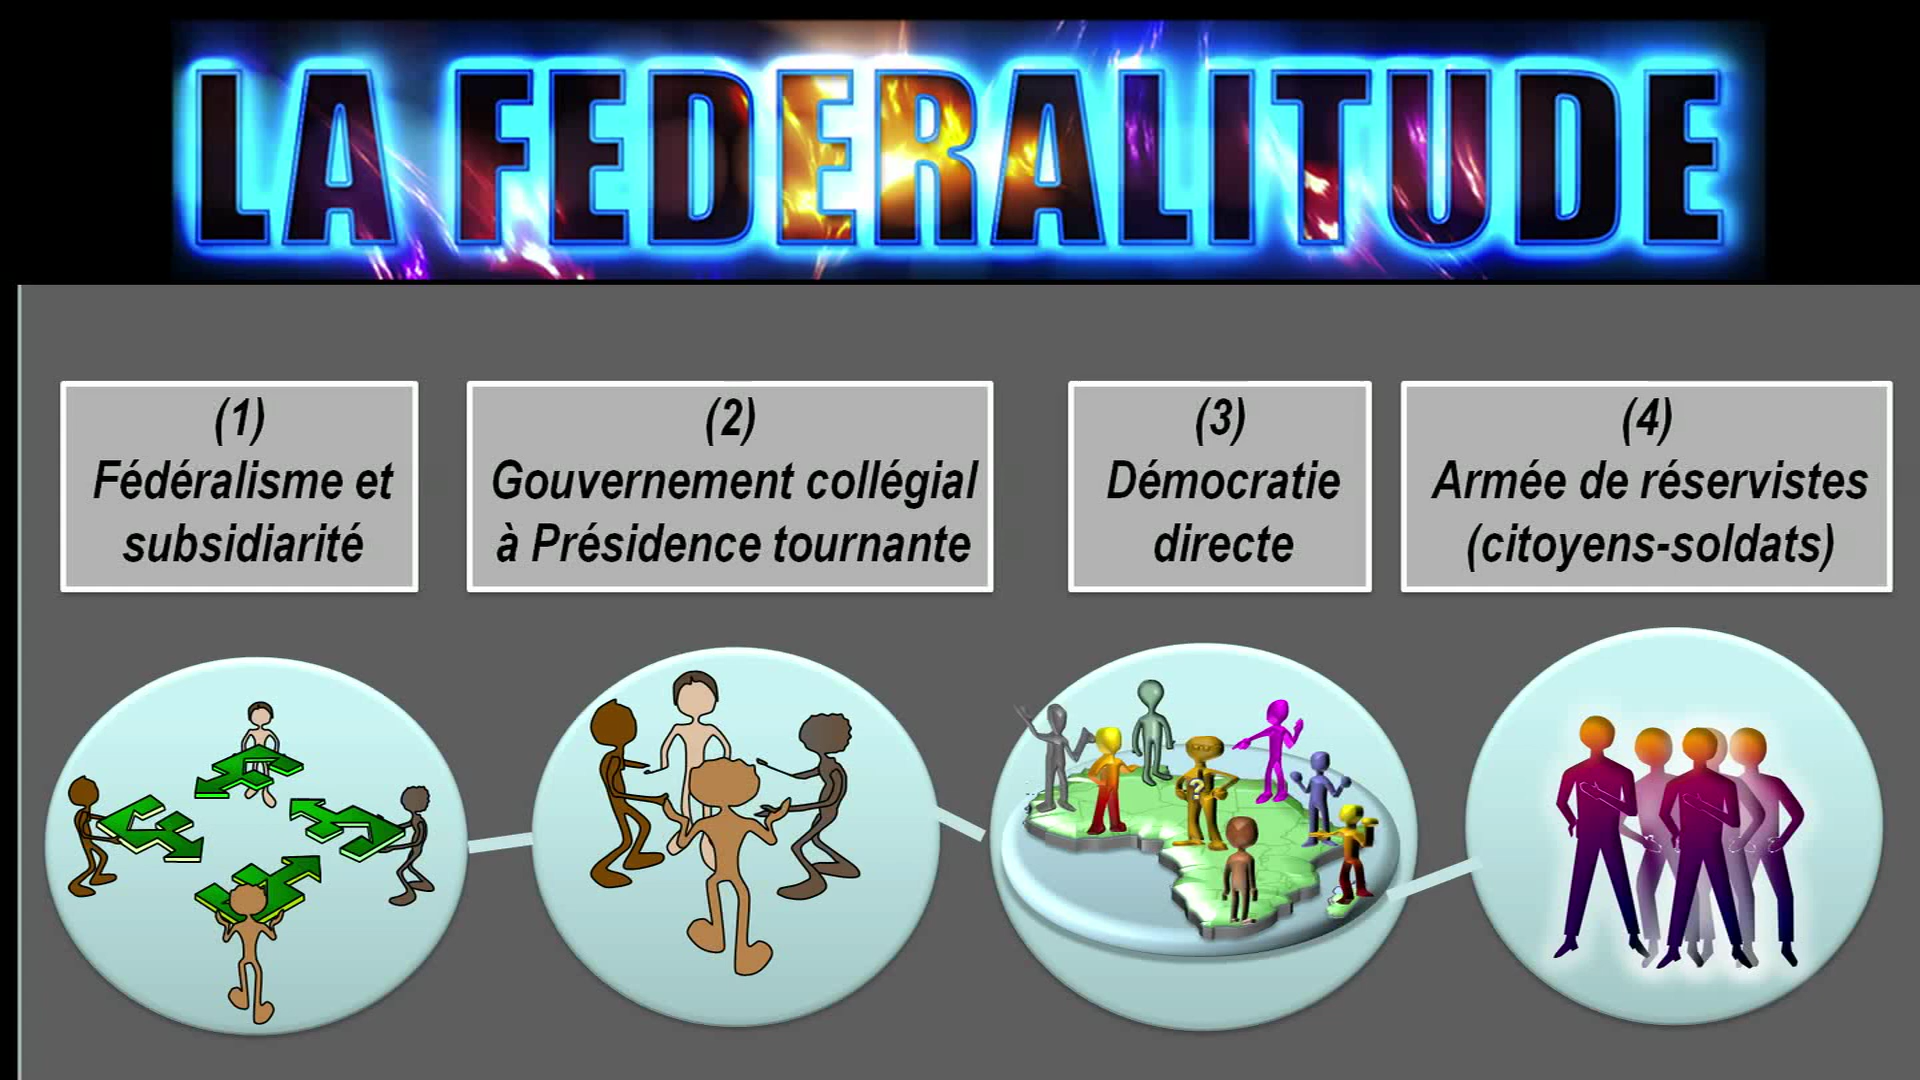 LA FEDERALITUDE
(1)
Fédéralisme et
subsidiarité
(2)
Gouvernement collégial
à Présidence tournante
(3)
Démocratie
directe
(4)
Armée de réservistes
(citoyens-soldats)
?